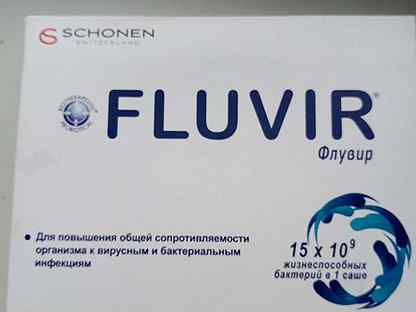 SCHONEN
SWITZERLAND
FLUVIR®
Флувир
Для повышения общей сопротивляемости
организма к вирусным и бактериальным
инфекциям
15 x 10⁹
жизнеспособных
бактерий в 1 саше